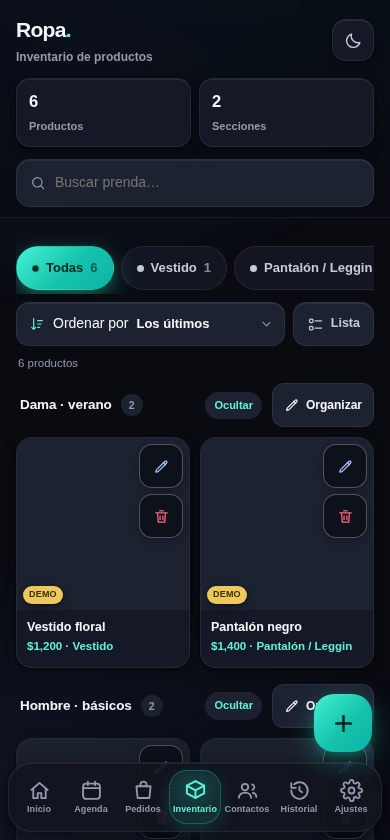 Ropa.
Inventario de productos
6
Productos
2
Secciones
Buscar prenda…
Todas 6
Vestido 1
Pantalón / Leggin
Ordenar por Los últimos
Lista
6 productos
Dama · verano 2
Ocultar
Organizar
DEMO
Vestido floral
$1,200 · Vestido
DEMO
Pantalón negro
$1,400 · Pantalón / Leggin
Hombre · básicos 2
Ocultar
Inicio
Agenda
Pedidos
Inventario
Contactos
Historial
Ajustes